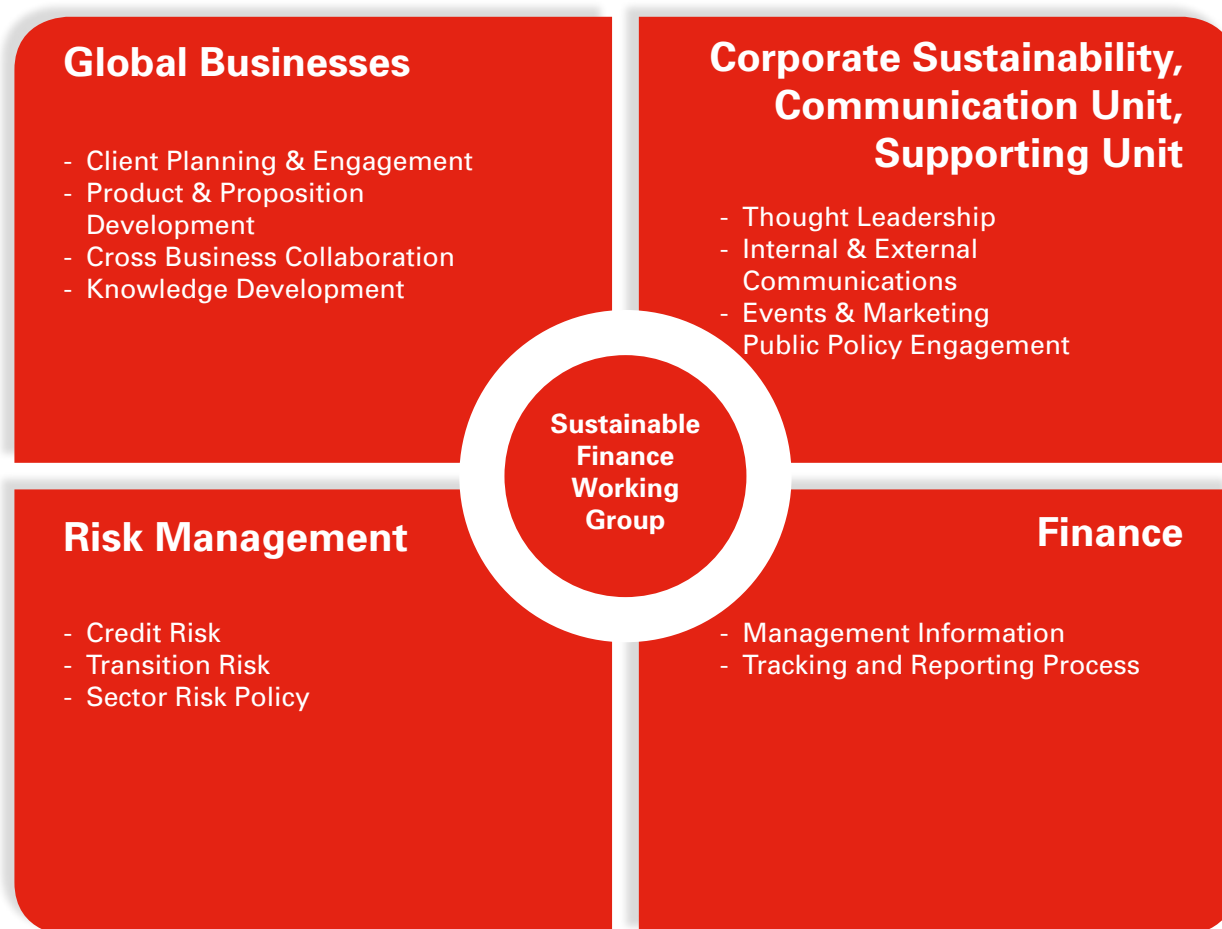 Global Businesses
- Client Planning & Engagement
- Product & Proposition
Development
- Cross Business Collaboration
- Knowledge Development
Corporate Sustainability,
Communication Unit,
Supporting Unit
- Thought Leadership
- Internal & External
Communications
- Events & Marketing
Public Policy Engagement
Sustainable
Finance
Working
Group
Risk Management
- Credit Risk
- Transition Risk
- Sector Risk Policy
Finance
- Management Information
- Tracking and Reporting Process